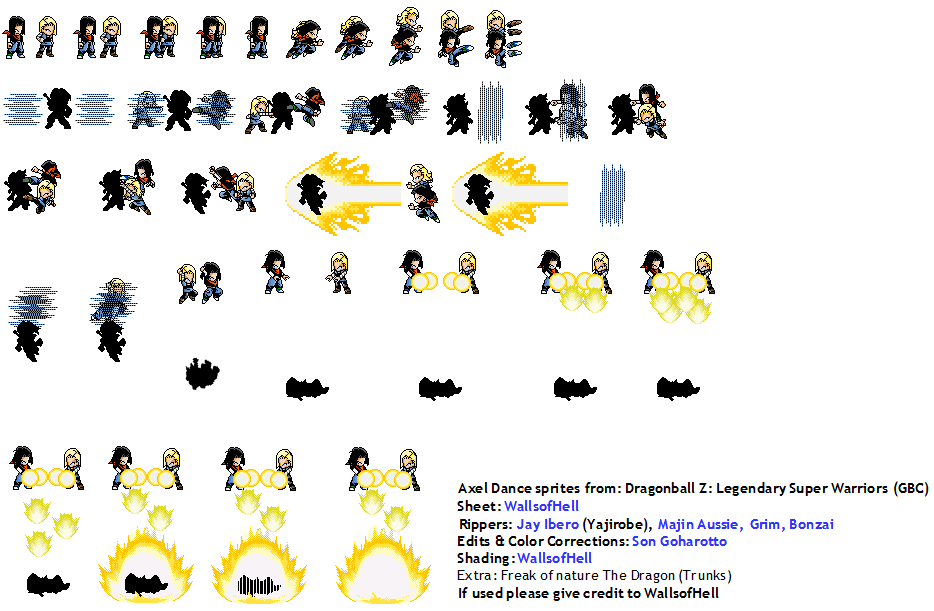 Axel Dance sprites from: Dragonball Z: Legendary Super Warriors (GBC)
Sheet: WallsofHell
Rippers: Jay Ibero (Yajirobe), Majin Aussie, Grim, Bonzai
Edits & Color Corrections: Son Goharotto
Shading: WallsofHell
Extra: Freak of nature The Dragon (Trunks)
If used please give credit to WallsofHell